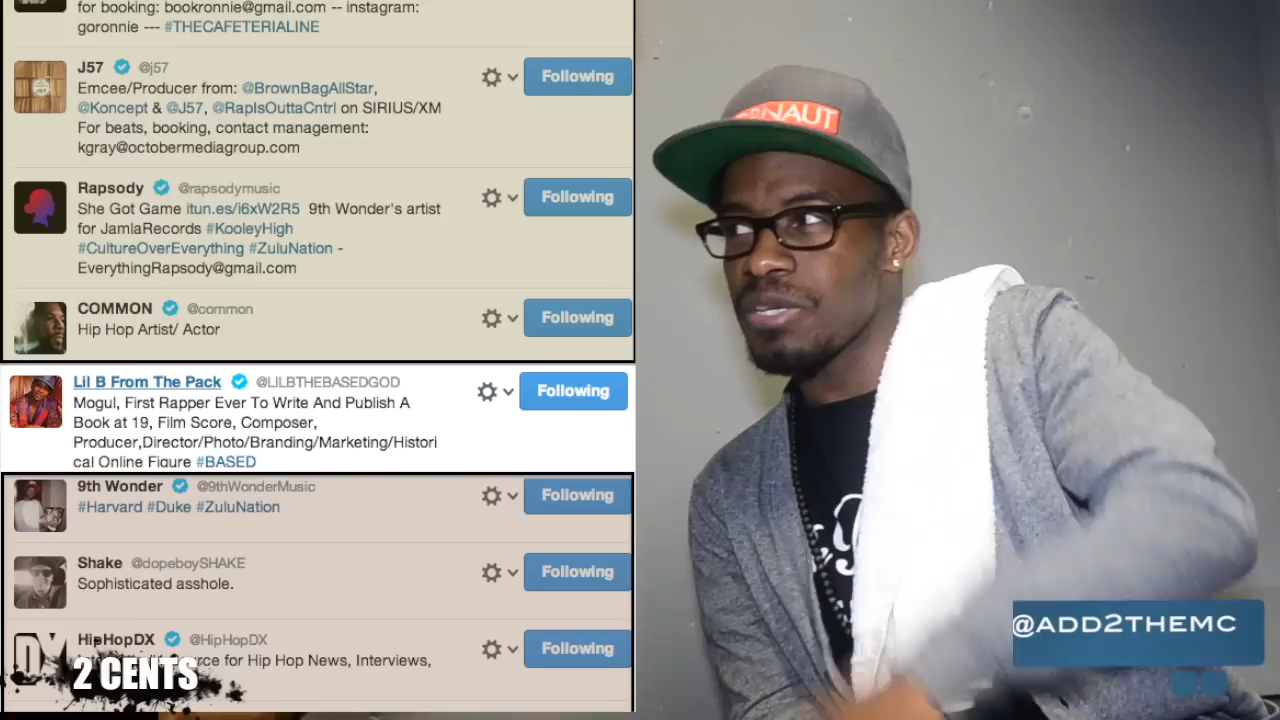 for booking: bookronnie@gmail.com -- instagram:
goronnie --- #THECAFETERIALINE
J57 @j57
Following
Emcee/Producer from: @BrownBagAllStar,
@Koncept & @J57, @RapIsOuttaCntrl on SIRIUS/XM
For beats, booking, contact management:
kgray@octobermediagroup.com
Rapsody @rapsodymusic
Following
She Got Game itun.es/i6xW2R5 9th Wonder's artist
for JamlaRecords #KooleyHigh
#CultureOverEverything #ZuluNation -
EverythingRapsody@gmail.com
COMMON @common
Following
Hip Hop Artist/ Actor
Lil B From The Pack @LILBTHEBASEDGOD
Following
Mogul, First Rapper Ever To Write And Publish A
Book at 19, Film Score, Composer,
Producer,Director/Photo/Branding/Marketing/Histori
cal Online Figure #BASED
9th Wonder @9thWonderMusic
Following
#Harvard #Duke #ZuluNation
Shake @dopeboySHAKE
Following
Sophisticated asshole.
HipHopDX @HipHopDX
Following
for Hip Hop News, Interviews,
DX
2 CENTS
NAUT
@ADD2THEMC